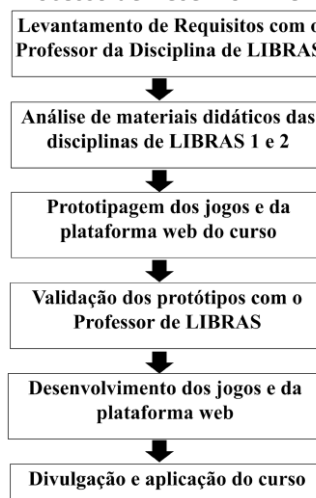 Levantamento de Requisitos com o
Professor da Disciplina de LIBRAS
Análise de materiais didáticos das
disciplinas de LIBRAS 1 e 2
Prototipagem dos jogos e da
plataforma web do curso
Validação dos protótipos com o
Professor de LIBRAS
Desenvolvimento dos jogos e da
plataforma web
Divulgação e aplicação do curso